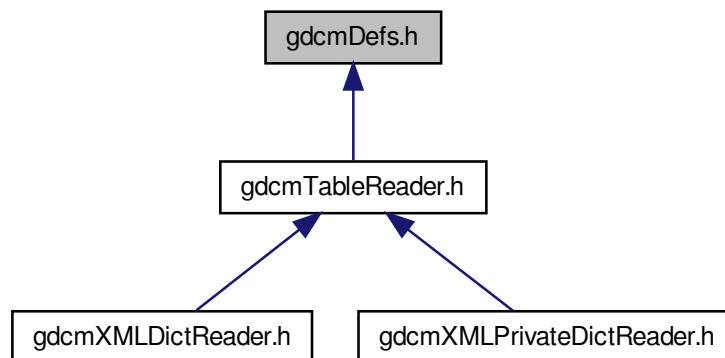 gdcmDefs.h
gdcmTableReader.h
gdcmXMLDictReader.h
gdcmXMLPrivateDictReader.h